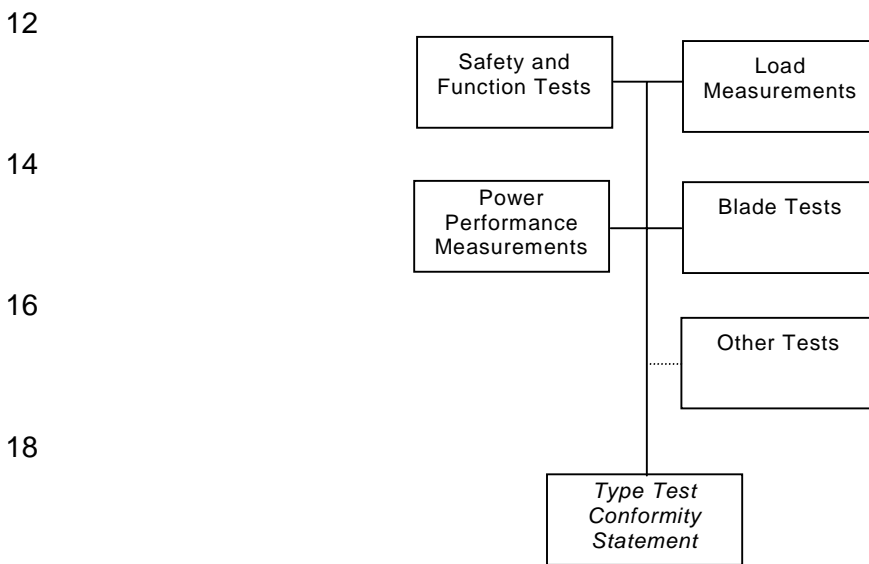 12
Safety and
Function Tests
Load
Measurements
14
Power
Performance
Measurements
Blade Tests
16
Other Tests
18
Type Test
Conformity
Statement